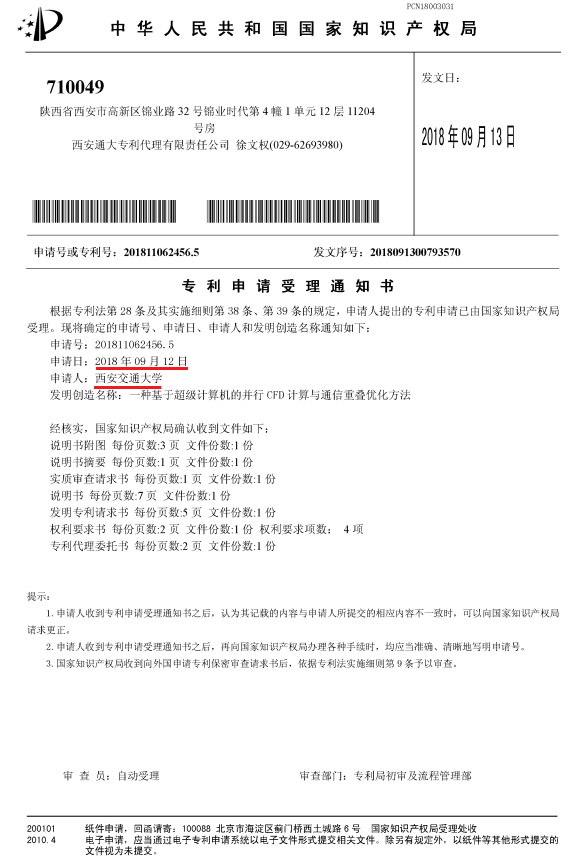 PCN18003031
中华人民共和国国家知识产权局
710049
陕西省西安市高新区锦业路 32 号锦业时代第 4 幢 1 单元 12 层 11204
号房
西安通大专利代理有限责任公司 徐文权(029-62693980)
发文日：
2018 年 09 月 13 日
申请号或专利号：201811062456.5 发文序号：2018091300793570
专利申请受理通知书
根据专利法第 28 条及其实施细则第 38 条、第 39 条的规定，申请人提出的专利申请已由国家知识产权局
受理。现将确定的申请号、申请日、申请人和发明创造名称通知如下：
申请号：201811062456.5
申请日：2018 年 09 月 12 日
申请人：西安交通大学
发明创造名称：一种基于超级计算机的并行 CFD 计算与通信重叠优化方法
经核实，国家知识产权局确认收到文件如下：
说明书附图 每份页数:3 页 文件份数:1 份
说明书摘要 每份页数:1 页 文件份数:1 份
实质审查请求书 每份页数:1 页 文件份数:1 份
说明书 每份页数:7 页 文件份数:1 份
发明专利请求书 每份页数:5 页 文件份数:1 份
权利要求书 每份页数:2 页 文件份数:1 份 权利要求项数： 4 项
专利代理委托书 每份页数:2 页 文件份数:1 份
提示：
1.申请人收到专利申请受理通知书之后，认为其记载的内容与申请人所提交的相应内容不一致时，可以向国家知识产权局
请求更正。
2.申请人收到专利申请受理通知书之后，再向国家知识产权局办理各种手续时，均应当准确、清晰地写明申请号。
3.国家知识产权局收到向外国申请专利保密审查请求书后，依据专利法实施细则第 9 条予以审查。
审 查 员：自动受理 审查部门：专利局初审及流程管理部
200101 纸件申请，回函请寄：100088 北京市海淀区蓟门桥西土城路 6 号 国家知识产权局受理处收
2010.4 电子申请，应当通过电子专利申请系统以电子文件形式提交相关文件。除另有规定外，以纸件等其他形式提交的
文件视为未提交。